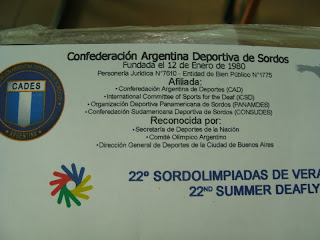 Confederación Argentina Deportiva de Sordos
Fundada el 12 de Enero de 1980
Personería Jurídica N°7010 - Entidad de Bien Público N°1775
Afiliada:
•Confederadación Argentina de Deportes (CAD)
•International Committee of Sports for the Deaf (ICSD)
•Organización Deportiva Panamericana de Sordos (PANAMDES)
•Confederación Sudamericana Deportiva de Sordos (CONSUDES)
Reconocida por:
•Secretaría de Deportes de la Nación
•Comité Olímpico Argentino
•Dirección General de Deportes de la Ciudad de Buenos Aires
CADES
ARGENTINA
22º SORDOLIMPIADAS DE VERA
22ND SUMMER DEAFLY